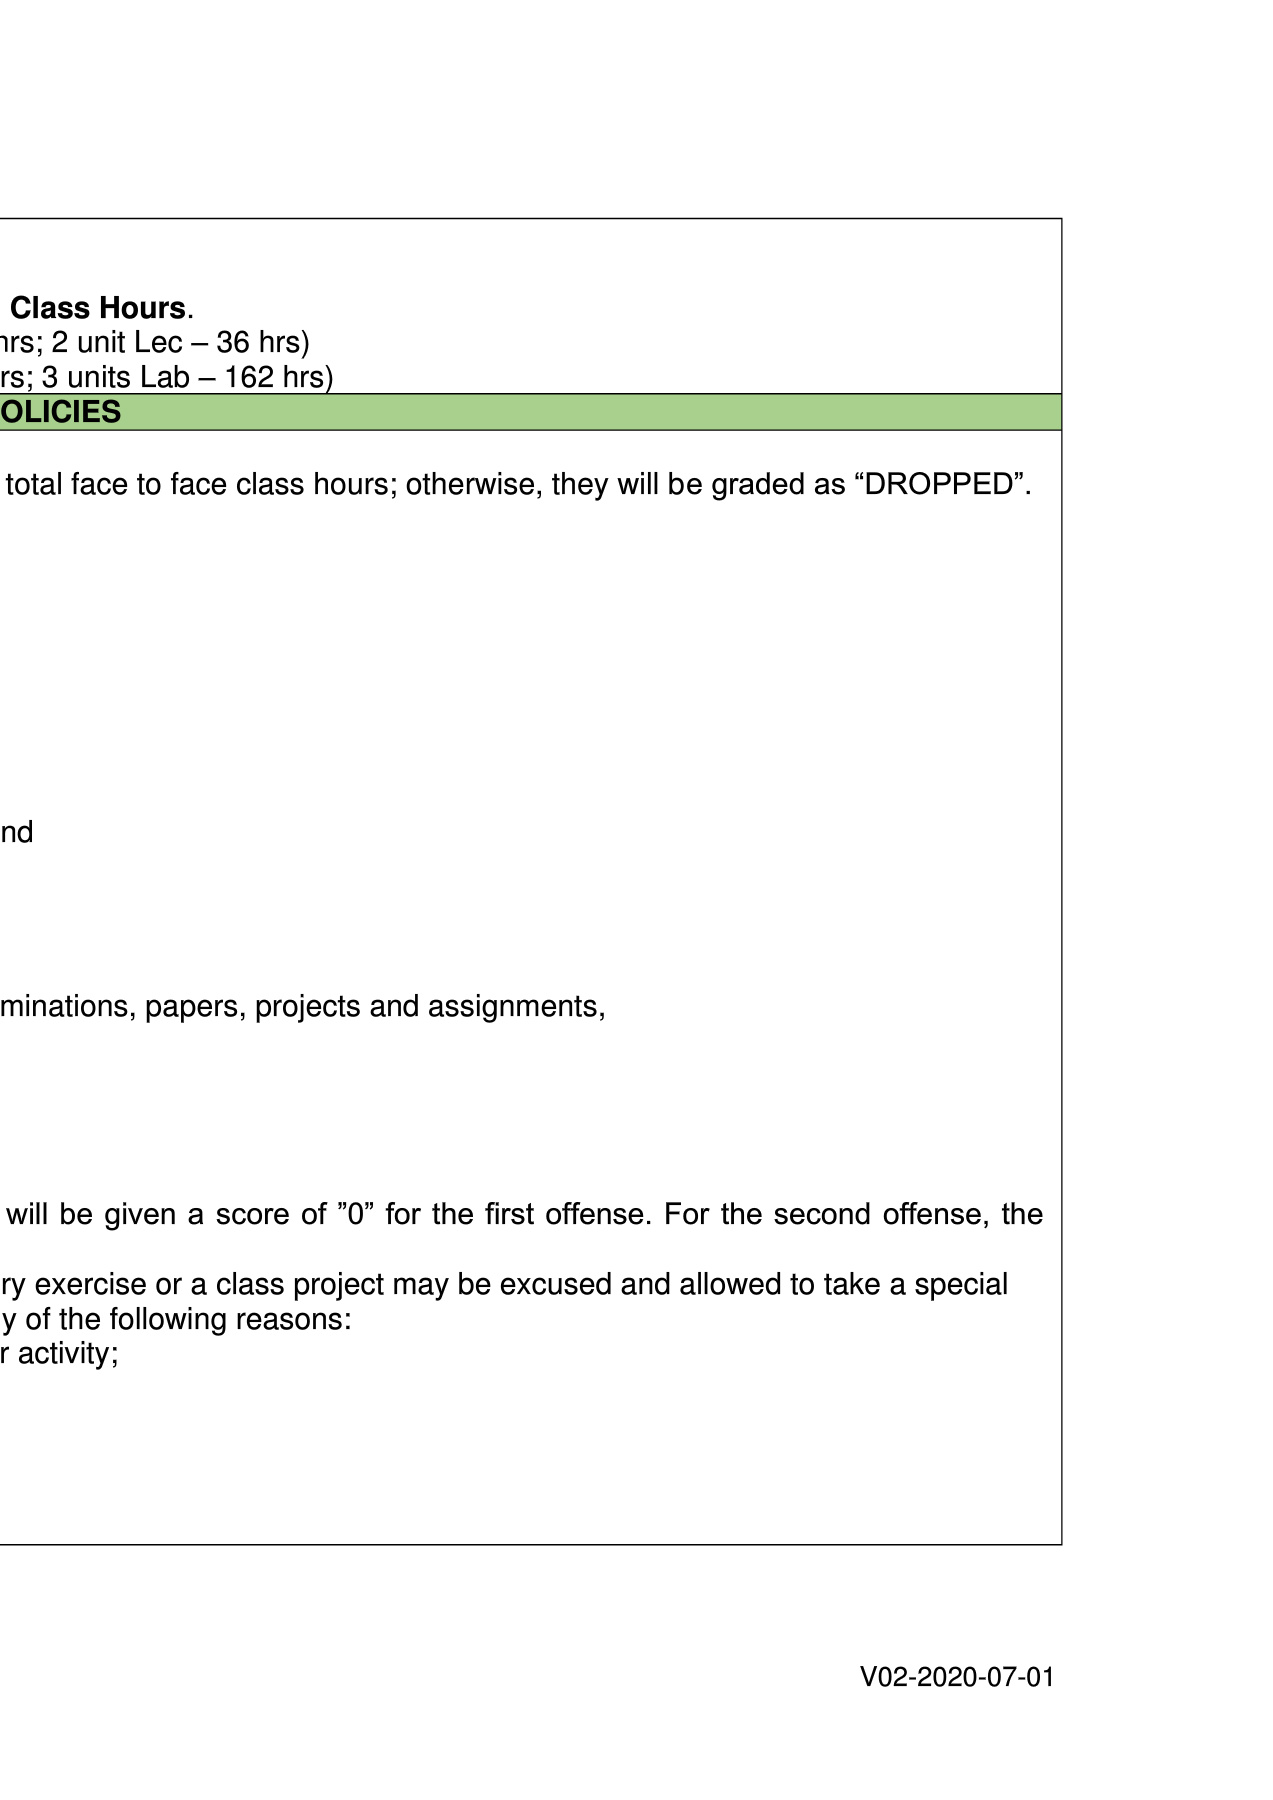 Class Hours.
hrs; 2 unit Lec – 36 hrs)
rs; 3 units Lab – 162 hrs)
OLICIES
total face to face class hours; otherwise, they will be graded as “DROPPED”.
nd
minations, papers, projects and assignments,
will be given a score of ”0” for the first offense. For the second offense, the
ry exercise or a class project may be excused and allowed to take a special
y of the following reasons:
r activity;
V02-2020-07-01